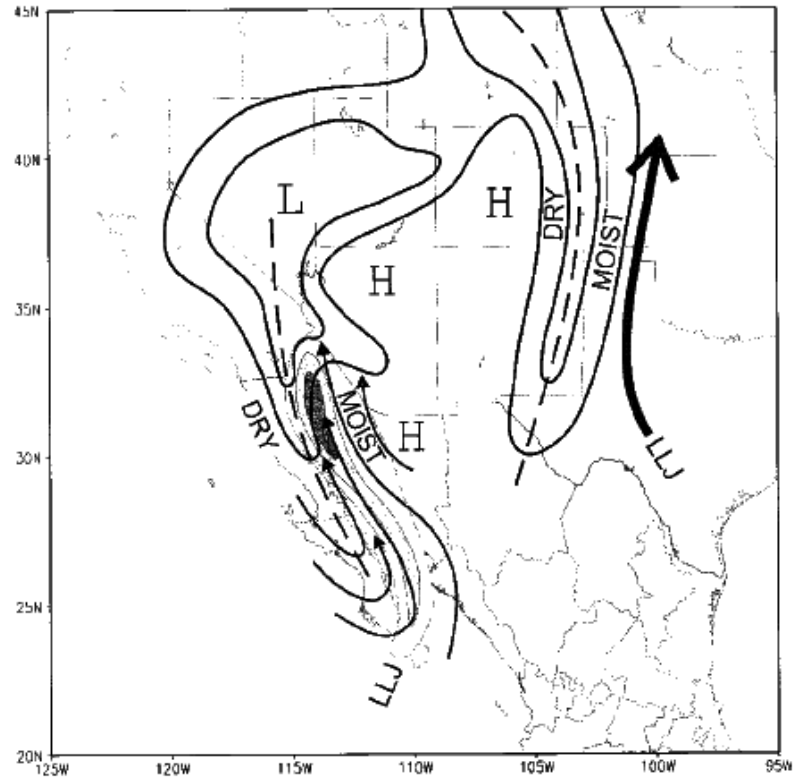 45N
40N
35N
30N
25N
20N
L
H
H
H
DRY
MOIST
DRY
MOIST
LLJ
LLJ
125W 120W 115W 110W 105W 100W 95W